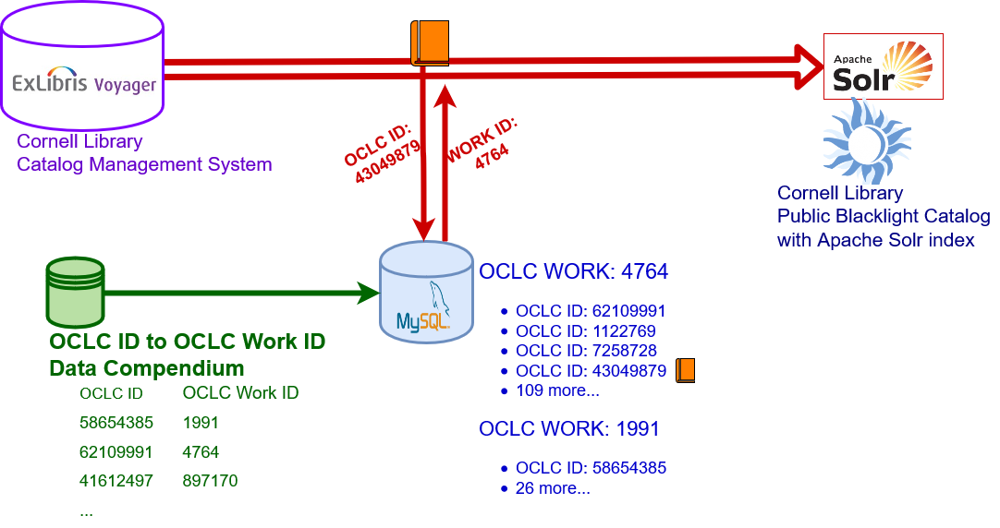 ExLibris Voyager
Cornell Library
Catalog Management System
OCLC ID:
43049879
WORK ID:
4764
Apache
Solr
Cornell Library
Public Blacklight Catalog
with Apache Solr index
MySQL
OCLC ID to OCLC Work ID
Data Compendium
OCLC ID OCLC Work ID
58654385 1991
62109991 4764
41612497 897170
...
OCLC WORK: 4764
• OCLC ID: 62109991
• OCLC ID: 1122769
• OCLC ID: 7258728
• OCLC ID: 43049879
• 109 more...
OCLC WORK: 1991
• OCLC ID: 58654385
• 26 more...